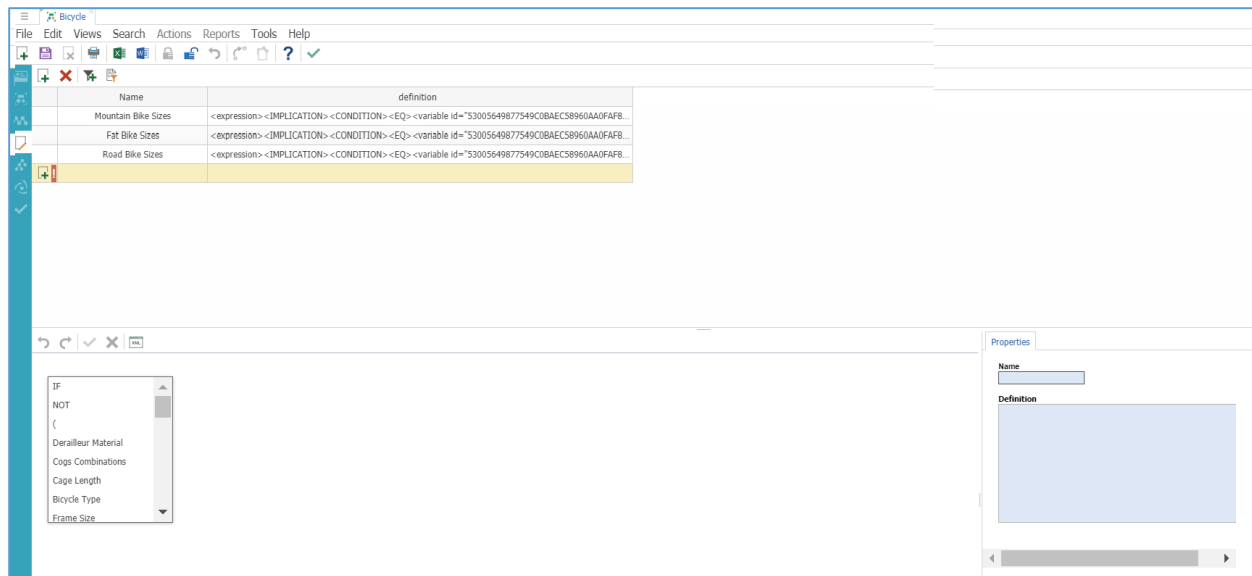 Bicycle
File Edit Views Search Actions Reports Tools Help
Name definition
Mountain Bike Sizes <expression><IMPLICATION><CONDITION><EQ><variable id="53005649877549C0BAEC58960AA0FAF8...
Fat Bike Sizes <expression><IMPLICATION><CONDITION><EQ><variable id="53005649877549C0BAEC58960AA0FAF8...
Road Bike Sizes <expression><IMPLICATION><CONDITION><EQ><variable id="53005649877549C0BAEC58960AA0FAF8...
XML
Properties
Name
Definition
IF
NOT
(
Derailleur Material
Cogs Combinations
Cage Length
Bicycle Type
Frame Size